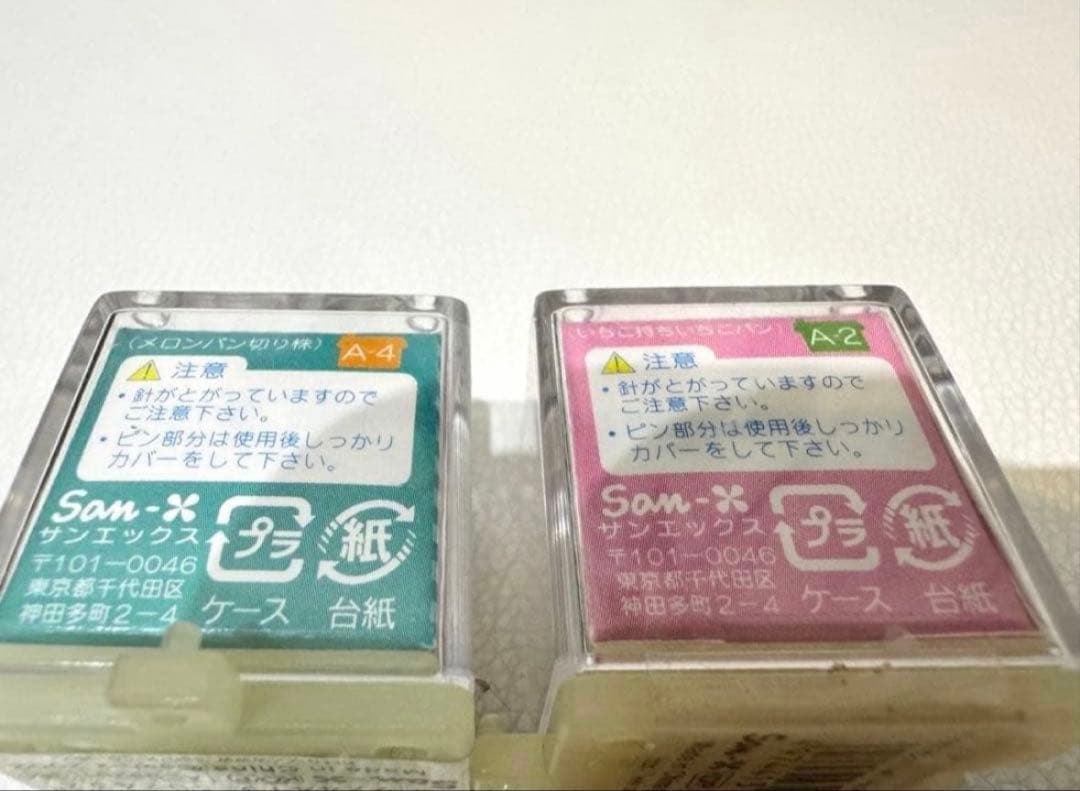 (メロンパン切り株)
A-4
注意
・針がとがっていますので
ご注意下さい。
・ピン部分は使用後しっかり
カバーをして下さい。
San-X
サンエックス
〒101-0046
東京都千代田区
神田多町2-4
プラ
ケース
紙
台紙
(いちご持ちいちごパン)
A-2
注意
・針がとがっていますので
ご注意下さい。
・ピン部分は使用後しっかり
カバーをして下さい。
San-X
サンエックス
〒101-0046
東京都千代田区
神田多町2-4
プラ
ケース
紙
台紙